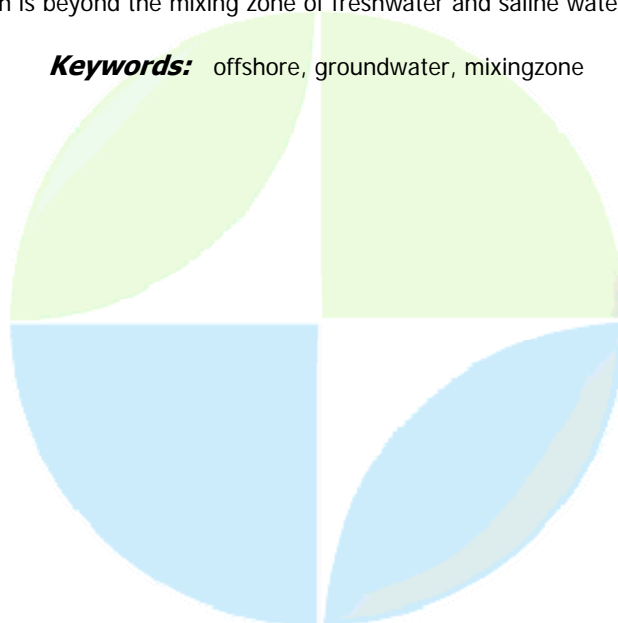 is beyond the mixing zone of freshwater and saline wate
Keywords: offshore, groundwater, mixingzone